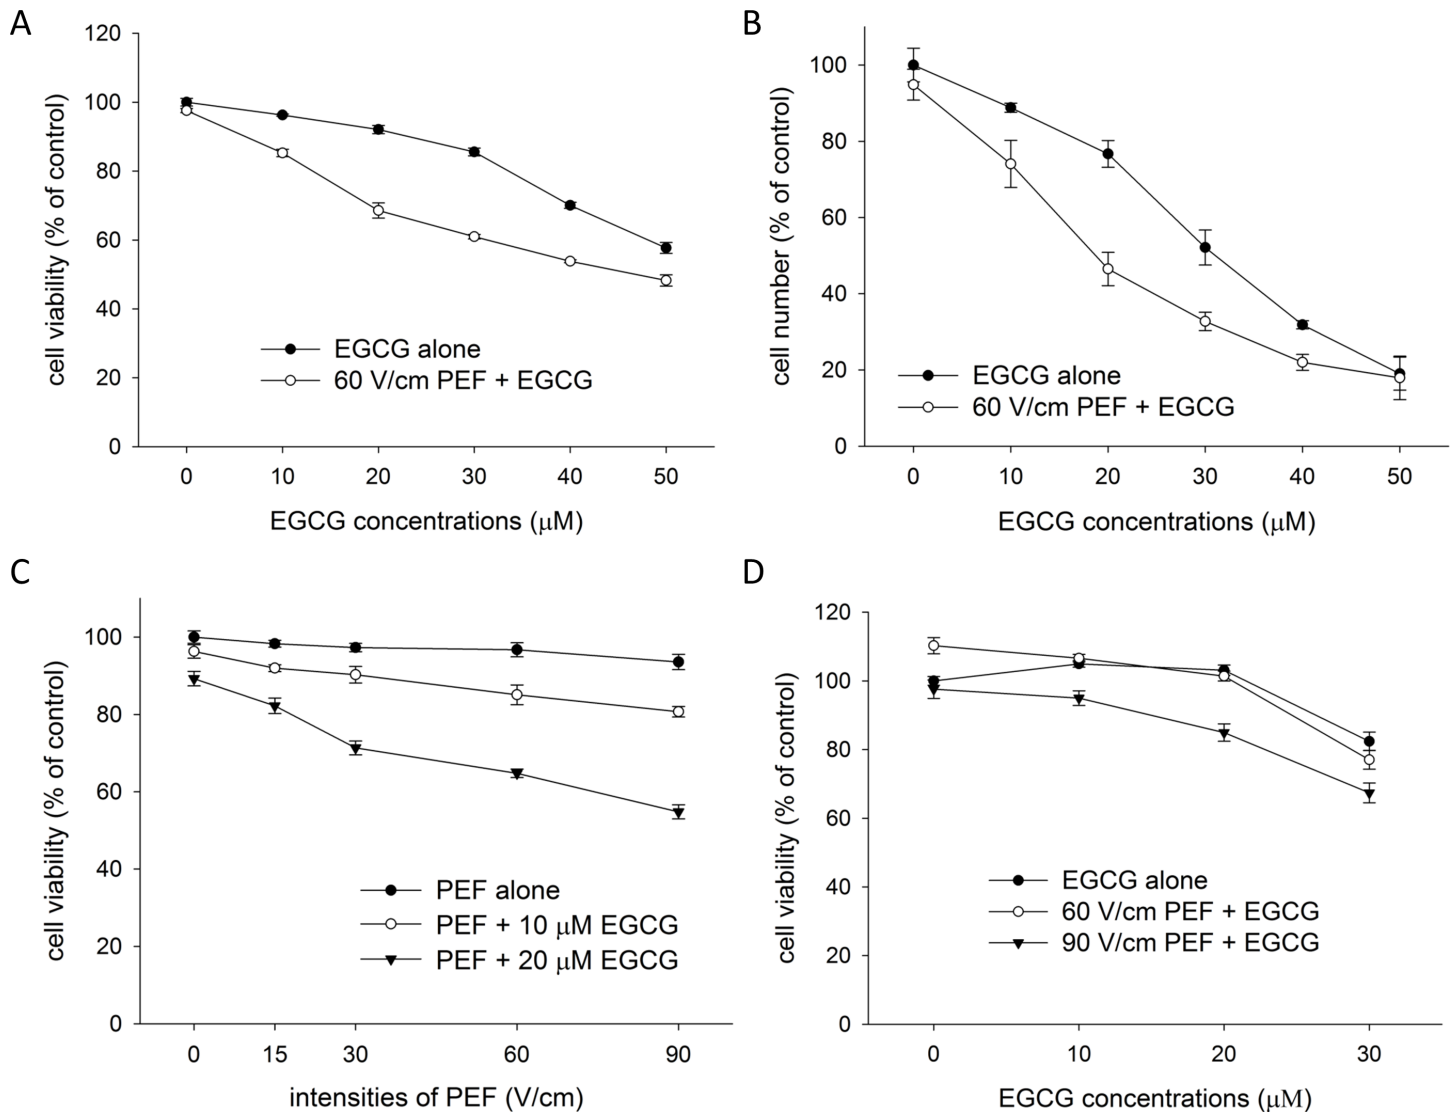 A
120
100
80
60
40
20
0
cell viability (% of control)
EGCG alone
60 V/cm PEF + EGCG
0 10 20 30 40 50
EGCG concentrations (μM)
B
100
80
60
40
20
0
cell number (% of control)
EGCG alone
60 V/cm PEF + EGCG
0 10 20 30 40 50
EGCG concentrations (μM)
C
100
80
60
40
20
0
cell viability (% of control)
PEF alone
PEF + 10 μM EGCG
PEF + 20 μM EGCG
0 15 30 60 90
intensities of PEF (V/cm)
D
120
100
80
60
40
20
0
cell viability (% of control)
EGCG alone
60 V/cm PEF + EGCG
90 V/cm PEF + EGCG
0 10 20 30
EGCG concentrations (μM)